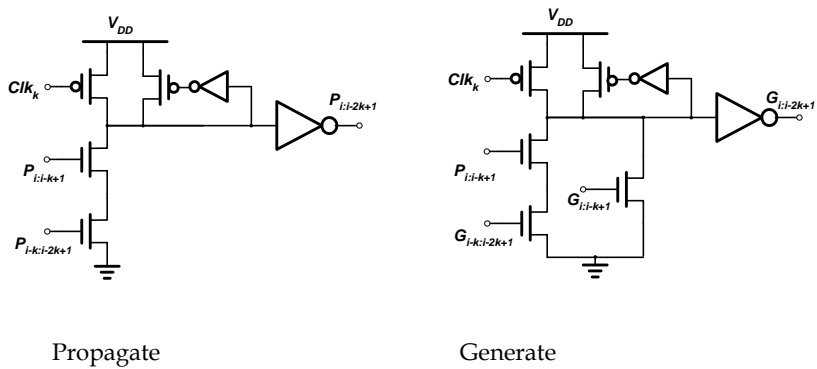 V_DD
Clk_k
P_i:i-2k+1
P_i:i-k+1
P_i-k:i-2k+1
Propagate
V_DD
Clk_k
G_i:i-2k+1
P_i:i-k+1
G_i:i-k+1
G_i-k:i-2k+1
Generate